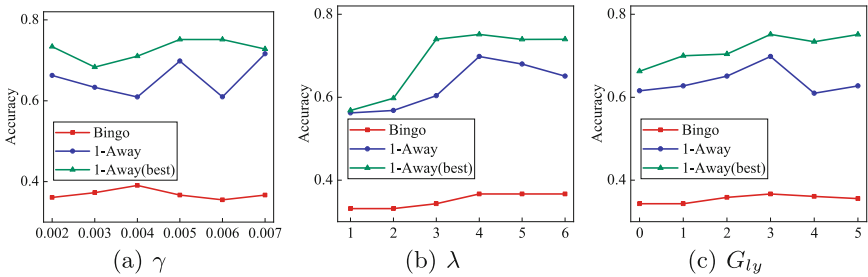 0.8
0.6
0.4
Accuracy
Bingo
1-Away
1-Away(best)
0.002 0.003 0.004 0.005 0.006 0.007
(a) γ
0.8
0.6
0.4
Accuracy
Bingo
1-Away
1-Away(best)
1 2 3 4 5 6
(b) λ
0.8
0.6
0.4
Accuracy
Bingo
1-Away
1-Away(best)
0 1 2 3 4 5
(c) G_{ly}